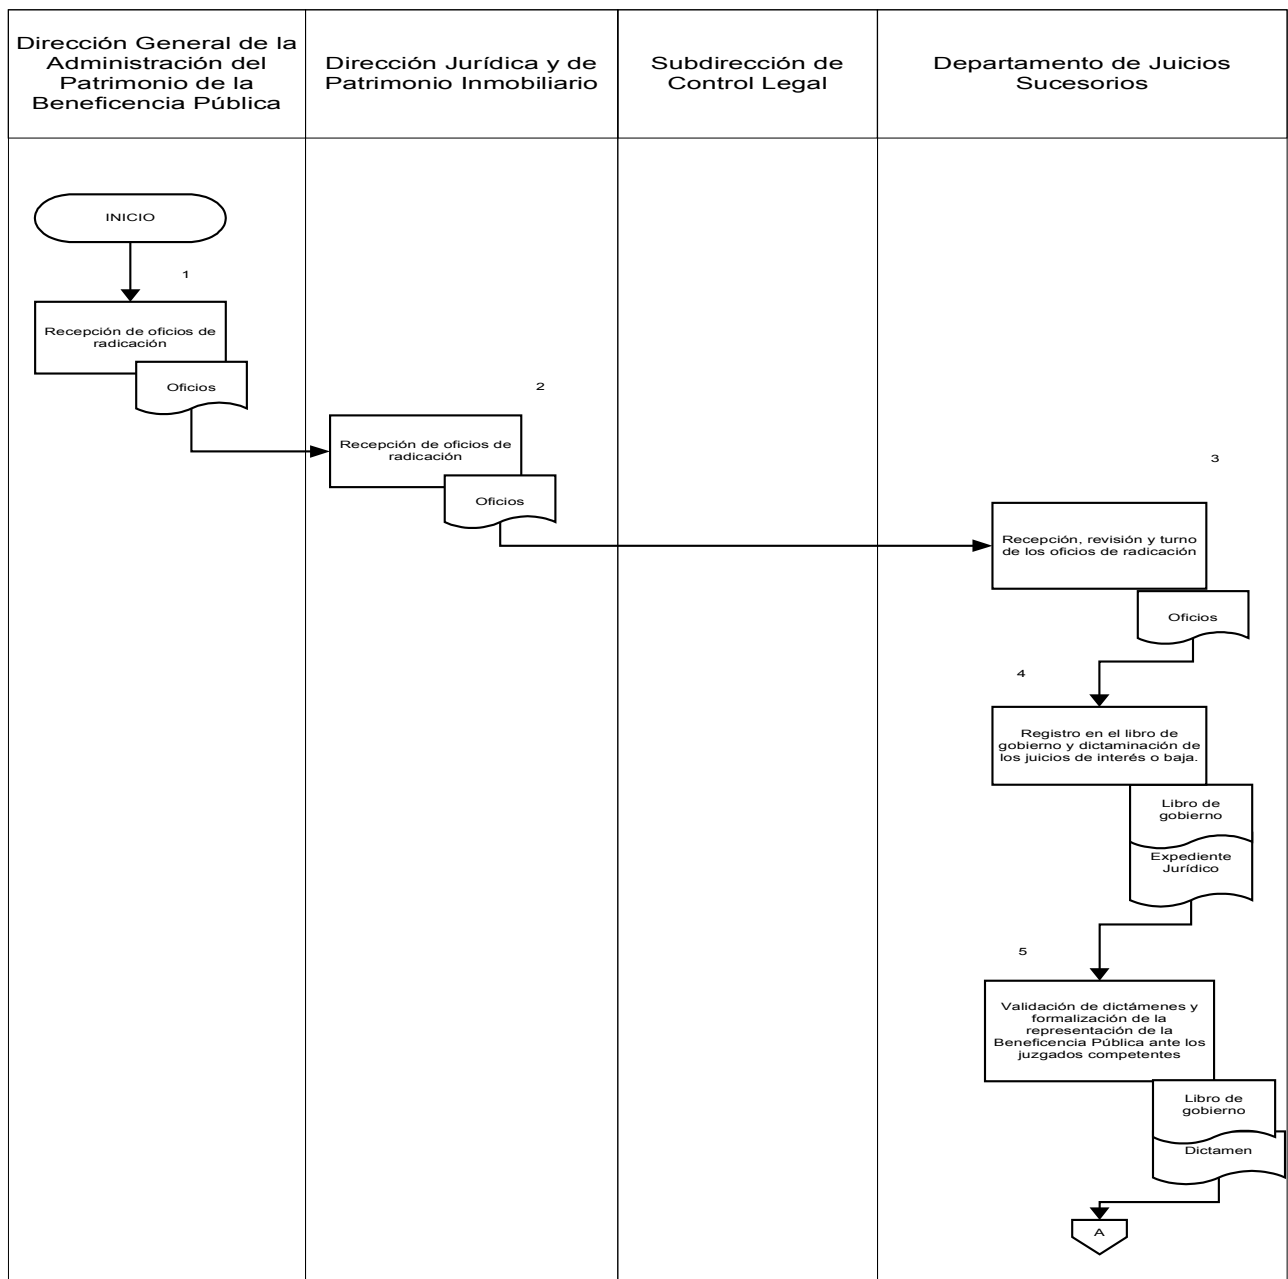 Dirección General de la
Administración del
Patrimonio de la
Beneficencia Pública
Dirección Jurídica y de
Patrimonio Inmobiliario
Subdirección de
Control Legal
Departamento de Juicios
Sucesorios
INICIO
1
Recepción de oficios de
radicación
Oficios
2
Recepción de oficios de
radicación
Oficios
3
Recepción, revisión y turno
de los oficios de radicación
Oficios
4
Registro en el libro de
gobierno y dictaminación de
los juicios de interés o baja.
Libro de
gobierno
Expediente
Jurídico
5
Validación de dictámenes y
formalización de la
representación de la
Beneficencia Pública ante los
juzgados competentes
Libro de
gobierno
Dictamen
A